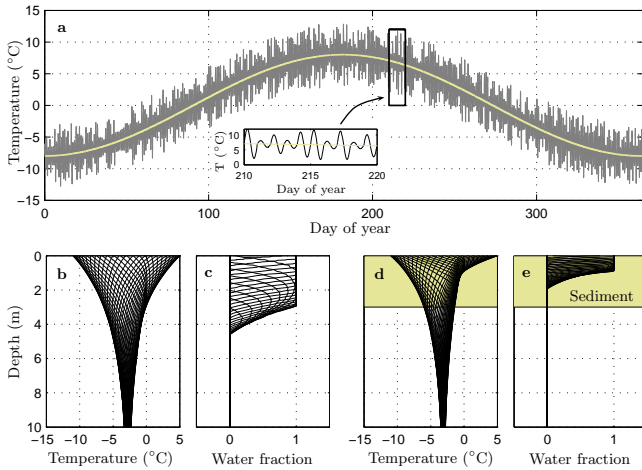 15
a
10
5
0
−5
−10
−15
Temperature (°C)
10
5
0
T (°C)
210 215 220
Day of year
0 100 200 300
Day of year
0
2
4
6
8
10
Depth (m)
b
−15 −10 −5 0 5
Temperature (°C)
c
0 1
Water fraction
d
−15 −10 −5 0 5
Temperature (°C)
e
Sediment
0 1
Water fraction